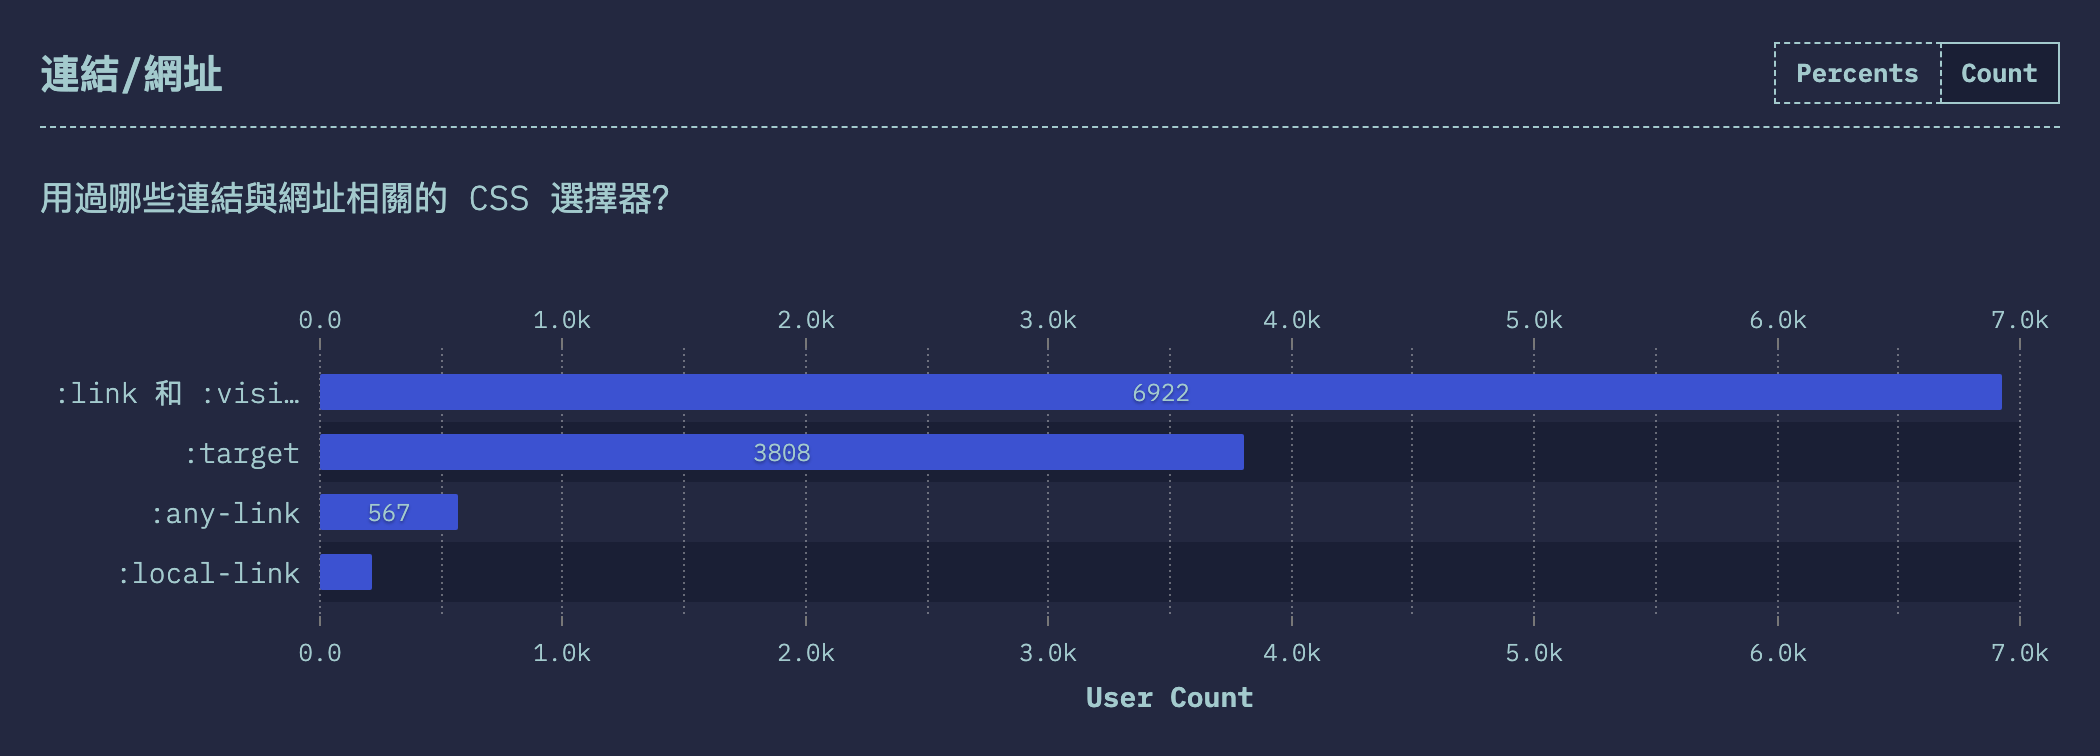 連結/網址
Percents Count
用過哪些連結與網址相關的 CSS 選擇器?
0.0 1.0k 2.0k 3.0k 4.0k 5.0k 6.0k 7.0k
:link 和 :visi… 6922
:target 3808
:any-link 567
:local-link
0.0 1.0k 2.0k 3.0k 4.0k 5.0k 6.0k 7.0k
User Count